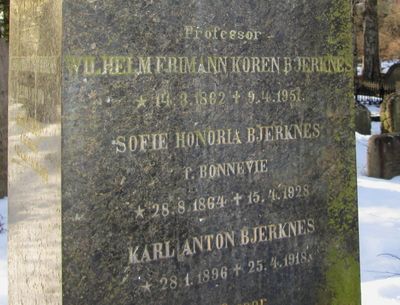 Professor
VILHELM FRIMANN KOREN BJERKNES
★ 14.3.1862 ✝ 9.4.1951.
SOFIE HONORIA BJERKNES
F. BONNEVIE
★ 28.8.1864 ✝ 15.4.1928
KARL ANTON BJERKNES
★ 28.1.1896 ✝ 25.4.1918